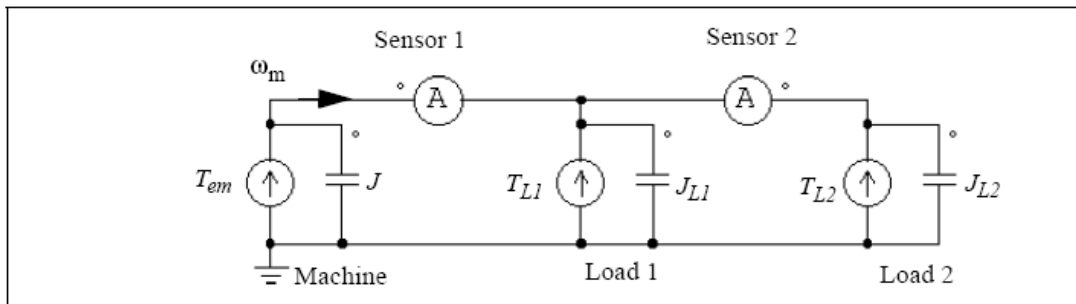 Sensor 1
Sensor 2
ωm
A
A
Tem
J
TL1
JL1
TL2
JL2
Machine
Load 1
Load 2